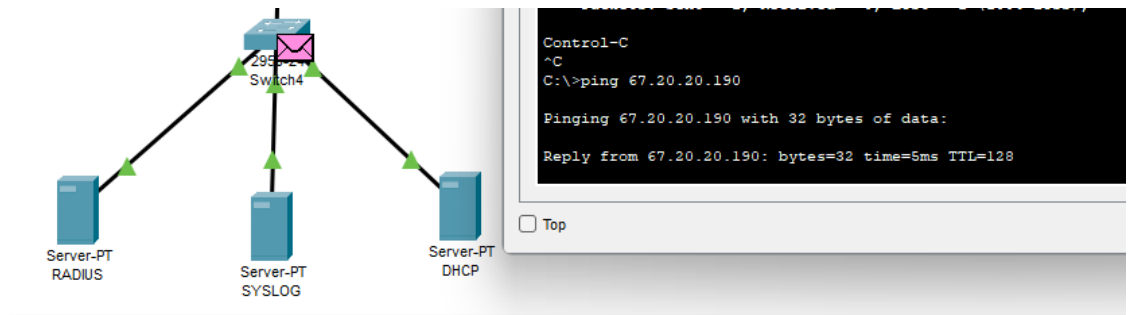 Control-C
^C
C:\>ping 67.20.20.190
Pinging 67.20.20.190 with 32 bytes of data:
Reply from 67.20.20.190: bytes=32 time=5ms TTL=128
Top
Switch4
Server-PT
RADIUS
Server-PT
SYSLOG
Server-PT
DHCP